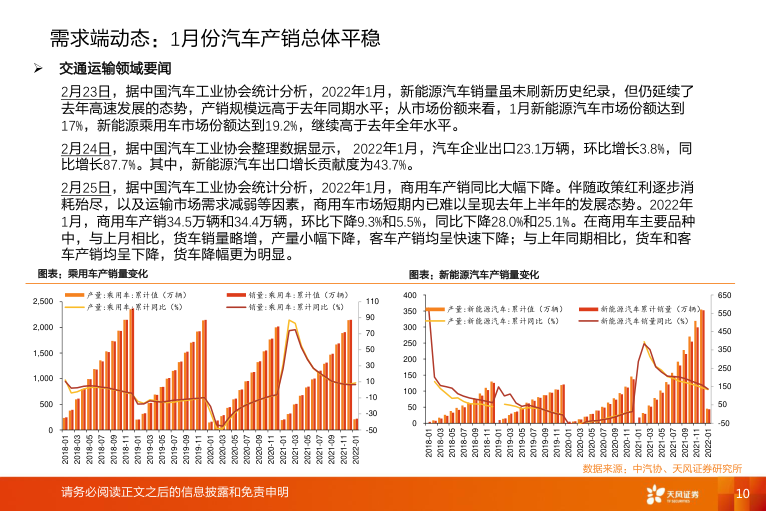 需求端动态：1月份汽车产销总体平稳
➢ 交通运输领域要闻
2月23日，据中国汽车工业协会统计分析，2022年1月，新能源汽车销量虽未刷新历史纪录，但仍延续了
去年高速发展的态势，产销规模远高于去年同期水平；从市场份额来看，1月新能源汽车市场份额达到
17%，新能源乘用车市场份额达到19.2%，继续高于去年全年水平。
2月24日，据中国汽车工业协会整理数据显示， 2022年1月，汽车企业出口23.1万辆，环比增长3.8%，同
比增长87.7%。其中，新能源汽车出口增长贡献度为43.7%。
2月25日，据中国汽车工业协会统计分析，2022年1月，商用车产销同比大幅下降。伴随政策红利逐步消
耗殆尽，以及运输市场需求减弱等因素，商用车市场短期内已难以呈现去年上半年的发展态势。2022年
1月，商用车产销34.5万辆和34.4万辆，环比下降9.3%和5.5%，同比下降28.0%和25.1%。在商用车主要品种
中，与上月相比，货车销量略增，产量小幅下降，客车产销均呈快速下降；与上年同期相比，货车和客
车产销均呈下降，货车降幅更为明显。
图表：乘用车产销量变化
产量:乘用车:累计值（万辆） 销量:乘用车:累计值（万辆）
产量:乘用车:累计同比（%） 销量:乘用车:累计同比（%）
2,500
2,000
1,500
1,000
500
0
110
90
70
50
30
10
-10
-30
-50
2018-01 2018-03 2018-05 2018-07 2018-09 2018-11 2019-01 2019-03 2019-05 2019-07 2019-09 2019-11 2020-01 2020-03 2020-05 2020-07 2020-09 2020-11 2021-01 2021-03 2021-05 2021-07 2021-09 2021-11 2022-01
图表：新能源汽车产销量变化
产量:新能源汽车:累计值（万辆） 新能源汽车累计销量（万辆）
产量:新能源汽车:累计同比（%） 新能源汽车销量同比（%）
400
350
300
250
200
150
100
50
0
650
550
450
350
250
150
50
-50
2018-01 2018-03 2018-05 2018-07 2018-09 2018-11 2019-01 2019-03 2019-05 2019-07 2019-09 2019-11 2020-01 2020-03 2020-05 2020-07 2020-09 2020-11 2021-01 2021-03 2021-05 2021-07 2021-09 2021-11 2022-01
数据来源：中汽协、天风证券研究所
请务必阅读正文之后的信息披露和免责申明
天风证券
TF SECURITIES
10